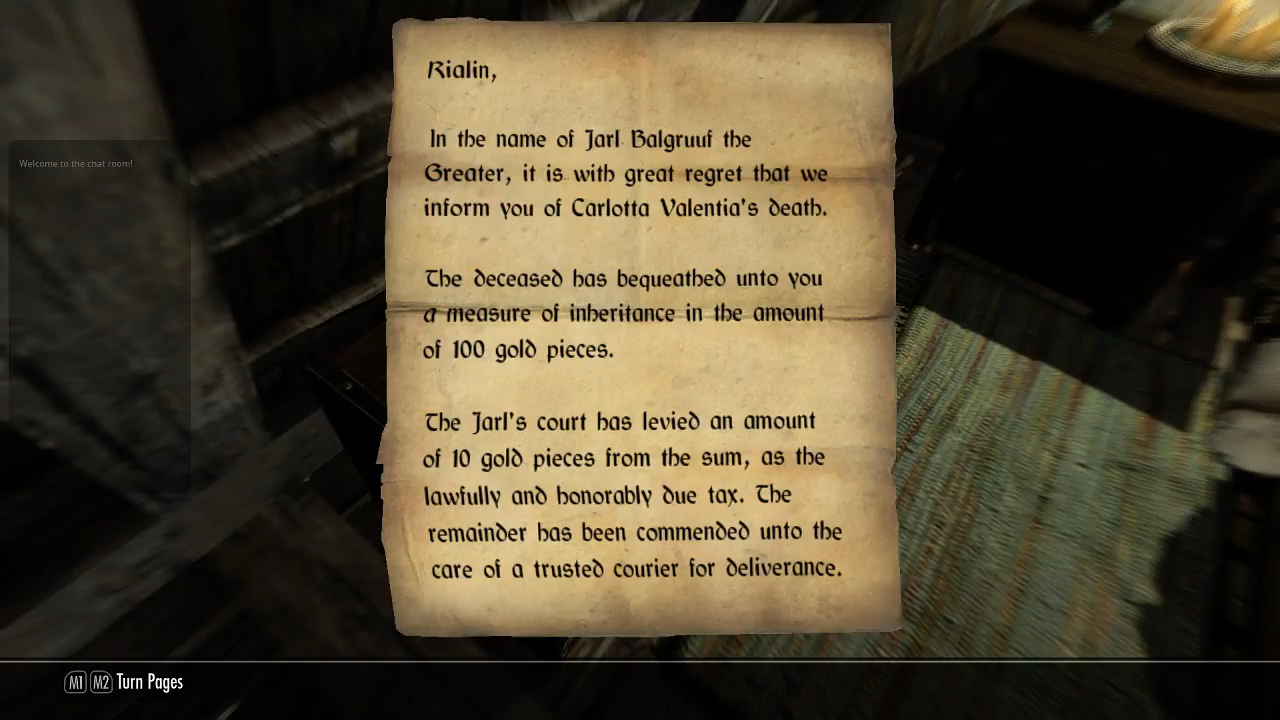 Rialin,
In the name of Jarl Balgruuf the
Greater, it is with great regret that we
inform you of Carlotta Valentia's death.
The deceased has bequeathed unto you
a measure of inheritance in the amount
of 100 gold pieces.
The Jarl's court has levied an amount
of 10 gold pieces from the sum, as the
lawfully and honorably due tax. The
remainder has been commended unto the
care of a trusted courier for deliverance.
Welcome to the chat room!
M1 M2 Turn Pages